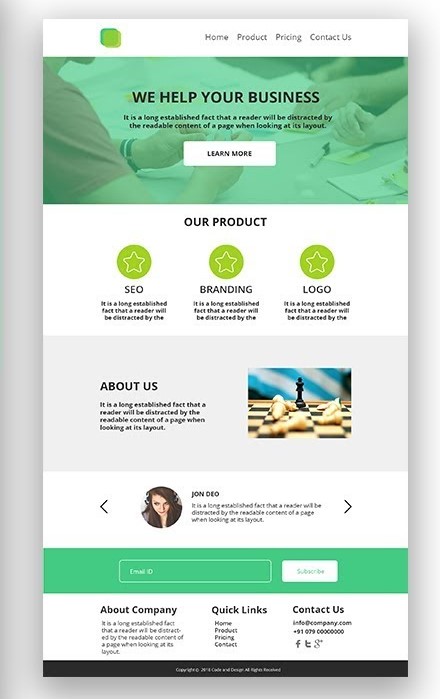 Home Product Pricing Contact Us
WE HELP YOUR BUSINESS
It is a long established fact that a reader will be distracted by
the readable content of a page when looking at its layout.
LEARN MORE
OUR PRODUCT
SEO
It is a long established
fact that a reader will
be distracted by the
BRANDING
It is a long established
fact that a reader will
be distracted by the
LOGO
It is a long established
fact that a reader will
be distracted by the
ABOUT US
It is a long established fact that a
reader will be distracted by the
readable content of a page when
looking at its layout.
JON DEO
It is a long established fact that a reader will be
distracted by the readable content of a page
when looking at its layout.
Email ID
Subscribe
About Company
It is a long established fact
that a reader will be distract-
ed by the readable content of
a page when looking at its
layout.
Quick Links
Home
Product
Pricing
Contact
Contact Us
info@company.com
+91 079 00000000
Copyright © 2018 Code and Design All Rights Received